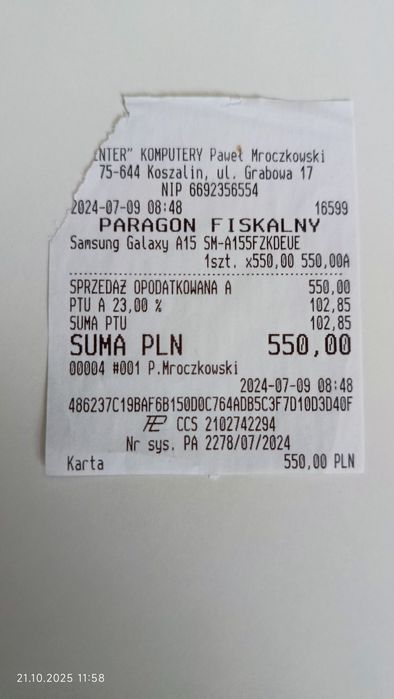 ENTER" KOMPUTERY Paweł Mroczkowski
75-644 Koszalin, ul. Grabowa 17
NIP 6692356554
2024-07-09 08:48 16599
PARAGON FISKALNY
Samsung Galaxy A15 SM-A155FZKDEUE
1szt. x550,00 550,00A
SPRZEDAŻ OPODATKOWANA A 550,00
PTU A 23,00 % 102,85
SUMA PTU 102,85
SUMA PLN 550,00
00004 #001 P.Mroczkowski
2024-07-09 08:48
486237C19BAF6B150D0C764ADB5C3F7D10D3D40F
CCS 2102742294
Nr sys. PA 2278/07/2024
Karta 550,00 PLN
21.10.2025 11:58